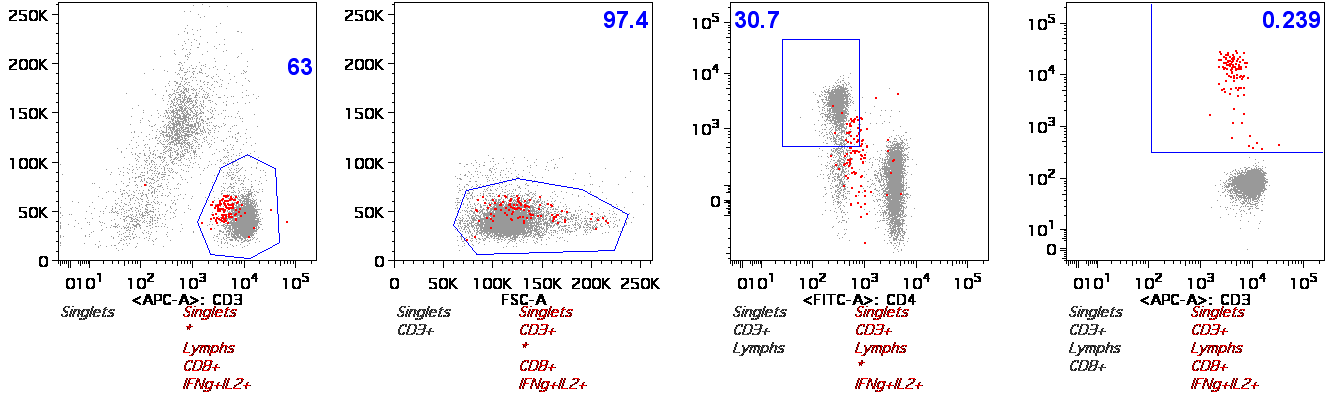 250K
200K
150K
100K
50K
0
63
010¹ 10² 10³ 10⁴ 10⁵
<APC-A>: CD3
Singlets
Singlets
*
Lymphs
CD8+
IFNg+IL2+
250K
200K
150K
100K
50K
0
97.4
0 50K 100K 150K 200K 250K
FSC-A
Singlets
CD3+
Singlets
CD3+
*
CD8+
IFNg+IL2+
10⁵
10⁴
10³
0
30.7
010¹ 10² 10³ 10⁴ 10⁵
<FITC-A>: CD4
Singlets
CD3+
Lymphs
Singlets
CD3+
Lymphs
*
IFNg+IL2+
10⁵
10⁴
10³
10²
10¹
0
0.239
010¹ 10² 10³ 10⁴ 10⁵
<APC-A>: CD3
Singlets
CD3+
Lymphs
CD8+
Singlets
CD3+
Lymphs
CD8+
IFNg+IL2+